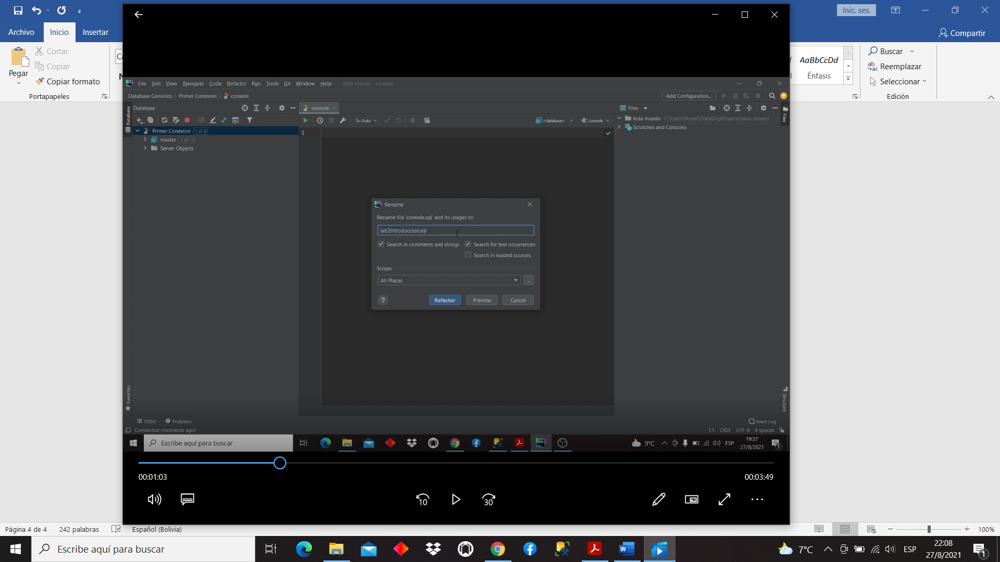 Inic. ses.
Archivo Inicio Insertar
Compartir
Cortar
Copiar
Copiar formato
Pegar
Portapapeles
AaBbCcDd
Énfasis
Buscar
Reemplazar
Seleccionar
Edición
File Edit View Navigate Code Refactor Run Tools Git Window Help hola mundo - console
Database Consoles Primer Conexion console
Add Configuration...
Database
Database
console
Files
Files
Tx: Auto
<database>
console
Primer Conexion 1 of 4
master 1 of 13
Server Objects
1
hola mundo C:\Users\Ronal\DataGripProjects\hola mundo
Scratches and Consoles
Rename
Rename file 'console.sql' and its usages to:
lab2Introduccion.sql
Search in comments and strings Search for text occurrences
Search in loaded sources
Scope:
All Places
...
? Refactor Preview Cancel
Favorites
Structure
TODO Problems
Event Log
Connected (moments ago)
1:1 CRLF UTF-8 4 spaces
Escribe aquí para buscar
9°C ESP 19:37
27/8/2021
1
00:01:03
00:03:49
10
30
Página 4 de 4 242 palabras Español (Bolivia)
100%
Escribe aquí para buscar
7°C ESP 22:08
27/8/2021
1